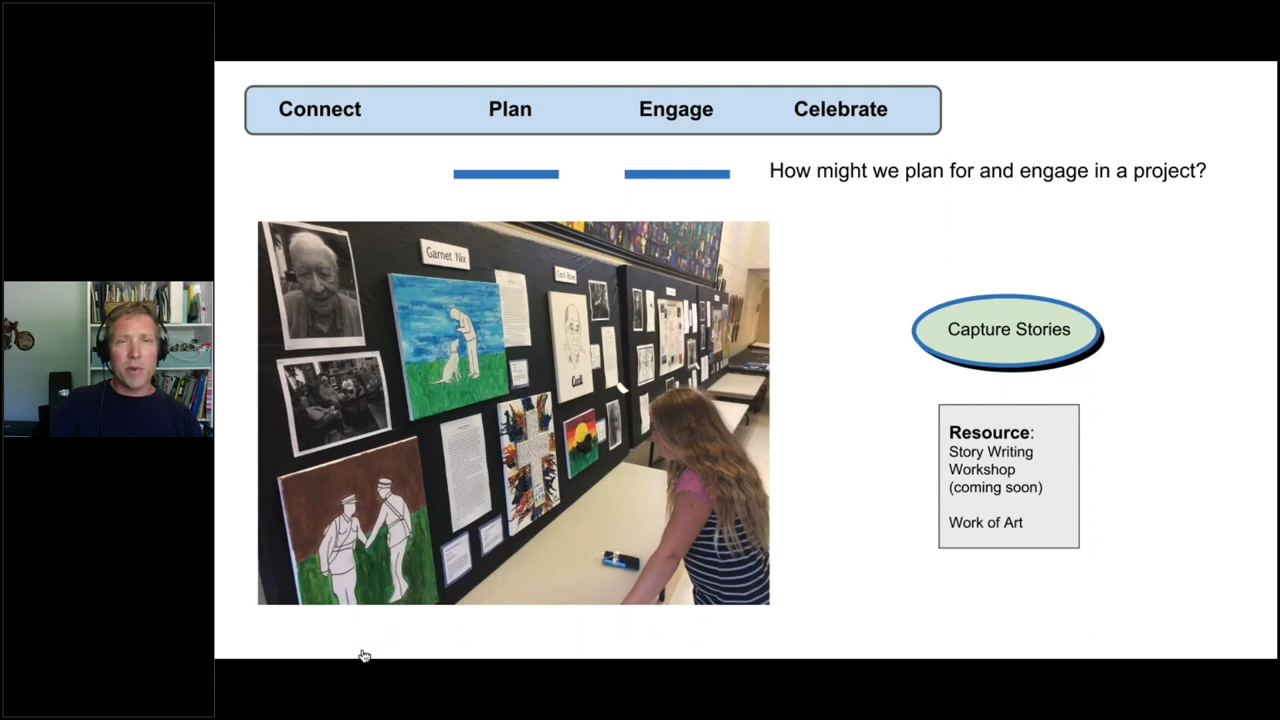 Connect Plan Engage Celebrate
How might we plan for and engage in a project?
Garnet Nix
Cecil
Capture Stories
Resource:
Story Writing
Workshop
(coming soon)
Work of Art